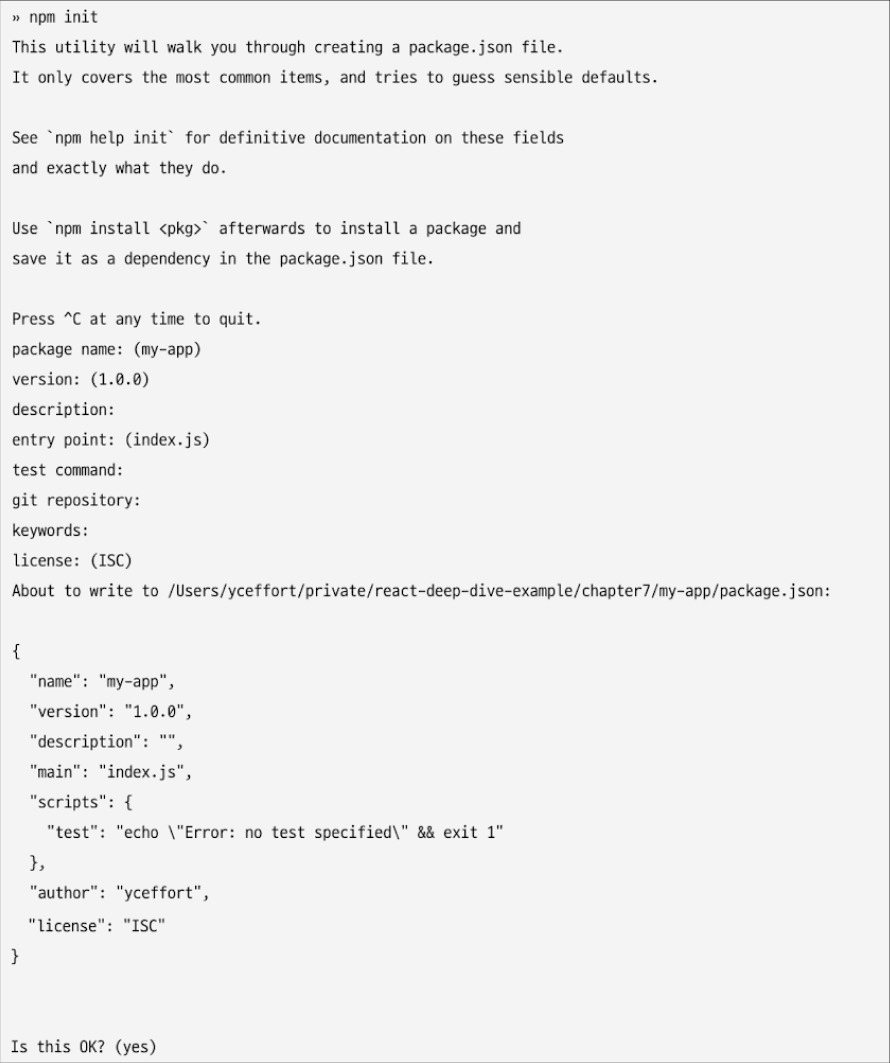 » npm init
This utility will walk you through creating a package.json file.
It only covers the most common items, and tries to guess sensible defaults.
See `npm help init` for definitive documentation on these fields
and exactly what they do.
Use `npm install <pkg>` afterwards to install a package and
save it as a dependency in the package.json file.
Press ^C at any time to quit.
package name: (my-app)
version: (1.0.0)
description:
entry point: (index.js)
test command:
git repository:
keywords:
license: (ISC)
About to write to /Users/yceffort/private/react-deep-dive-example/chapter7/my-app/package.json:
{
  "name": "my-app",
  "version": "1.0.0",
  "description": "",
  "main": "index.js",
  "scripts": {
    "test": "echo \"Error: no test specified\" && exit 1"
  },
  "author": "yceffort",
  "license": "ISC"
}
Is this OK? (yes)